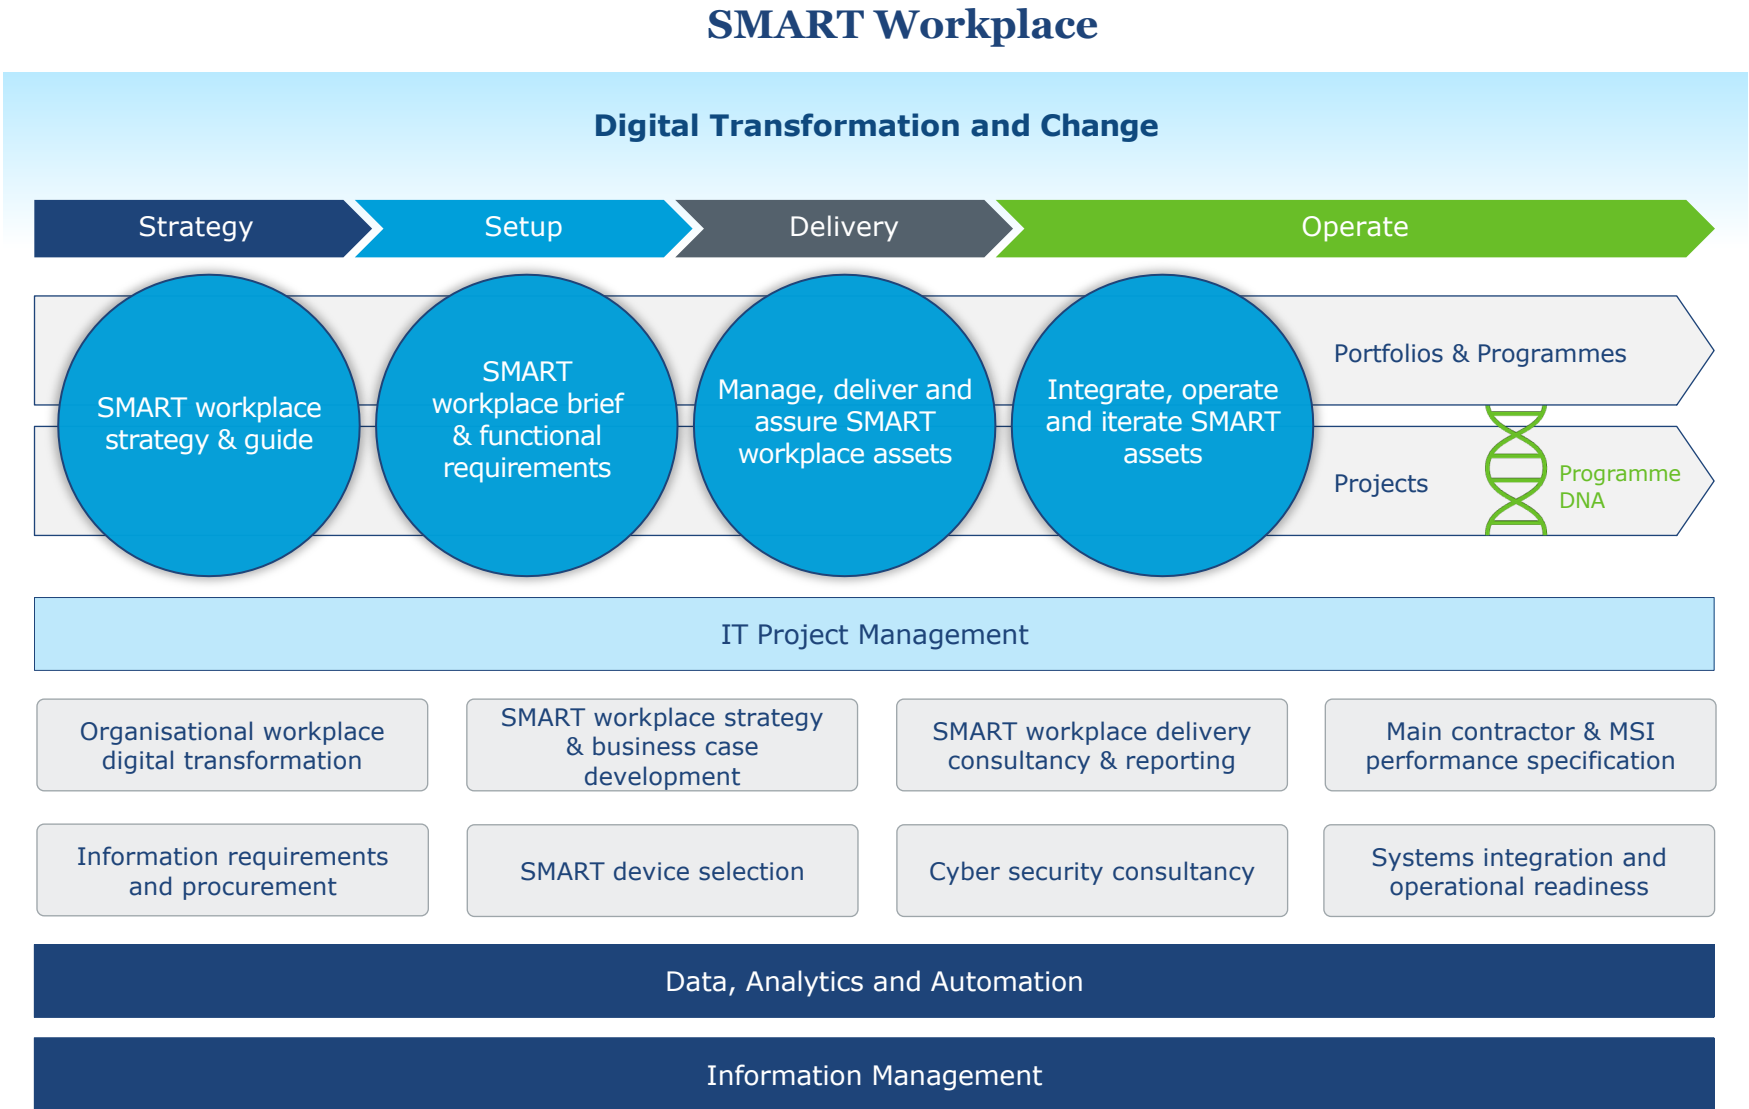 SMART Workplace
Digital Transformation and Change
Strategy
Setup
Delivery
Operate
SMART workplace
strategy & guide
SMART
workplace brief
& functional
requirements
Manage, deliver and
assure SMART
workplace assets
Integrate, operate
and iterate SMART
assets
Portfolios & Programmes
Projects
Programme
DNA
IT Project Management
Organisational workplace
digital transformation
SMART workplace strategy
& business case
development
SMART workplace delivery
consultancy & reporting
Main contractor & MSI
performance specification
Information requirements
and procurement
SMART device selection
Cyber security consultancy
Systems integration and
operational readiness
Data, Analytics and Automation
Information Management